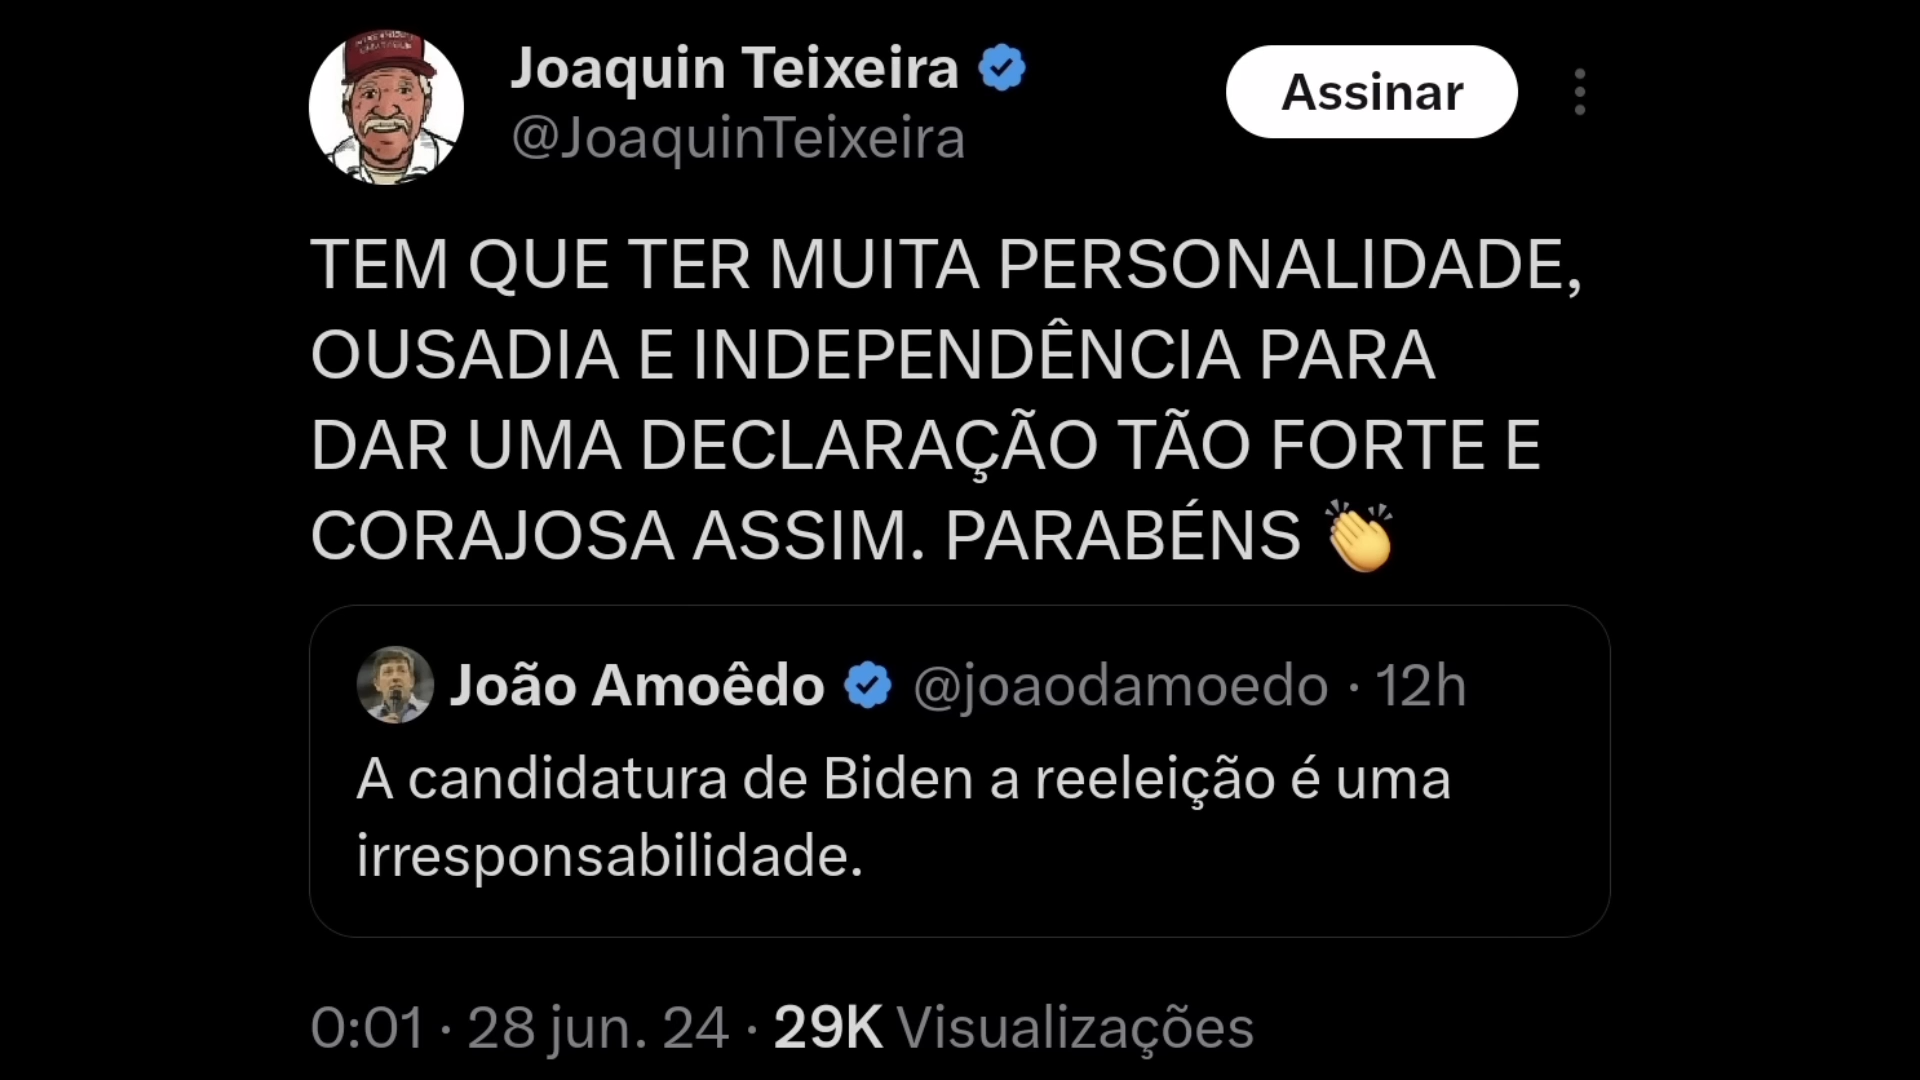 Joaquin Teixeira
@JoaquinTeixeira
Assinar
TEM QUE TER MUITA PERSONALIDADE,
OUSADIA E INDEPENDÊNCIA PARA
DAR UMA DECLARAÇÃO TÃO FORTE E
CORAJOSA ASSIM. PARABÉNS 👏
João Amoêdo @joaodamoedo · 12h
A candidatura de Biden a reeleição é uma
irresponsabilidade.
0:01 · 28 jun. 24 · 29K Visualizações